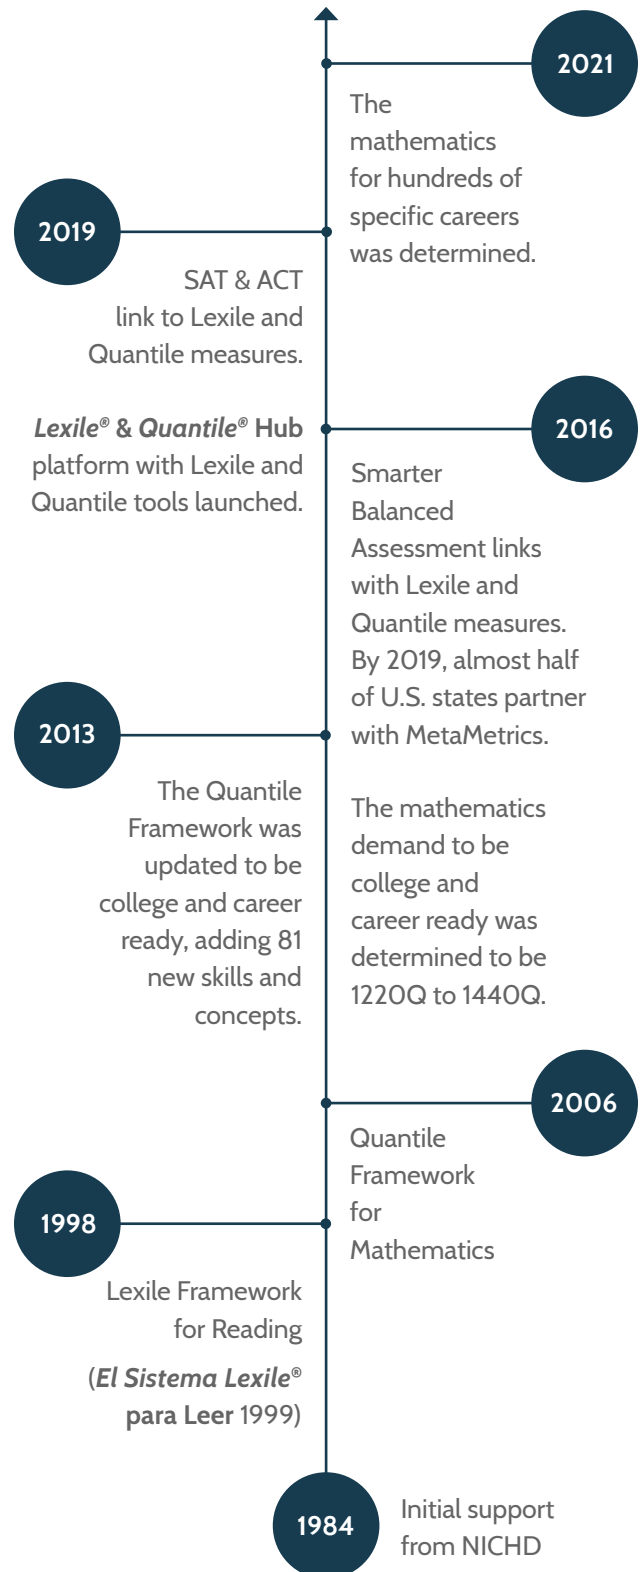 2021
The
mathematics
for hundreds of
specific careers
was determined.
2019
SAT & ACT
link to Lexile and
Quantile measures.
Lexile® & Quantile® Hub
platform with Lexile and
Quantile tools launched.
2016
Smarter
Balanced
Assessment links
with Lexile and
Quantile measures.
By 2019, almost half
of U.S. states partner
with MetaMetrics.
The mathematics
demand to be
college and
career ready was
determined to be
1220Q to 1440Q.
2013
The Quantile
Framework was
updated to be
college and career
ready, adding 81
new skills and
concepts.
2006
Quantile
Framework
for
Mathematics
1998
Lexile Framework
for Reading
(El Sistema Lexile®
para Leer 1999)
1984
Initial support
from NICHD